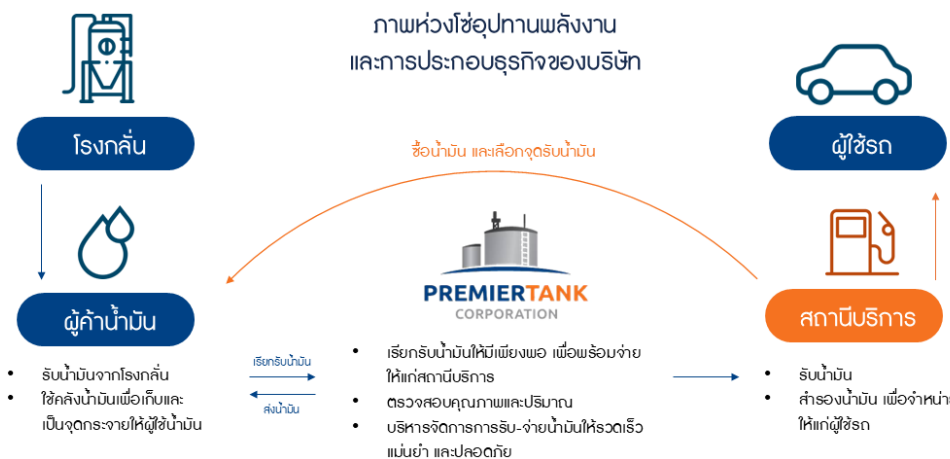 ภาพห่วงโซ่อุปทานพลังงาน
และการประกอบธุรกิจของบริษัท
โรงกลั่น
ผู้ใช้รถ
ซื้อน้ำมัน และเลือกจุดรับน้ำมัน
PREMIERTANK
CORPORATION
ผู้ค้าน้ำมัน
สถานีบริการ
• รับน้ำมันจากโรงกลั่น
• ใช้คลังน้ำมันเพื่อเก็บและ
เป็นจุดกระจายให้ผู้ใช้น้ำมัน
เรียกรับน้ำมัน
ส่งน้ำมัน
• เรียกรับน้ำมันให้มีเพียงพอ เพื่อพร้อมจ่าย
ให้แก่สถานีบริการ
• ตรวจสอบคุณภาพและปริมาณ
• บริหารจัดการการรับ-จ่ายน้ำมันให้รวดเร็ว
แม่นยำ และปลอดภัย
• รับน้ำมัน
• สำรองน้ำมัน เพื่อจำหน่า
ให้แก่ผู้ใช้รถ